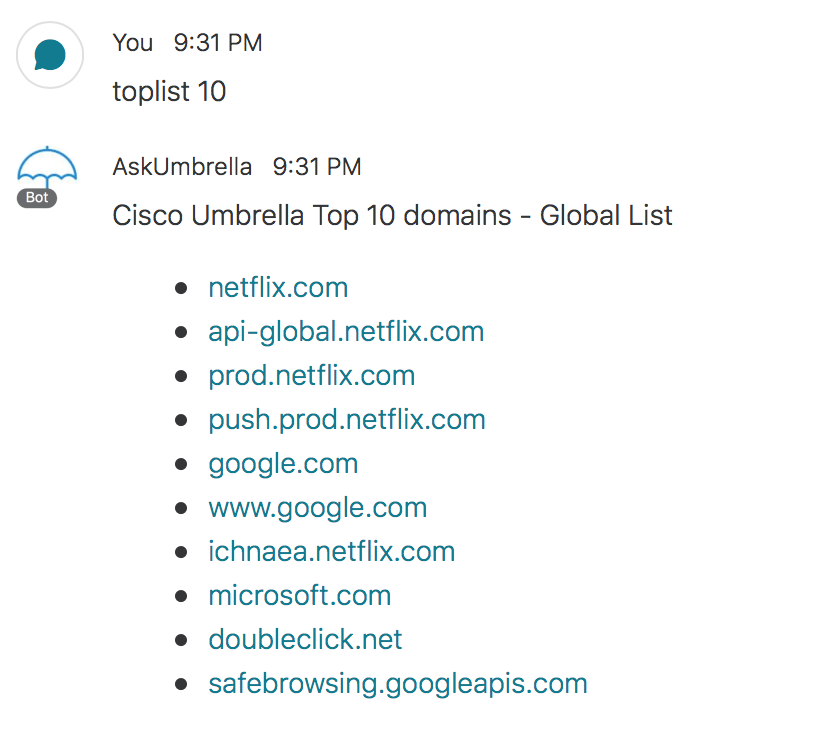 You 9:31 PM
toplist 10
AskUmbrella 9:31 PM
Bot
Cisco Umbrella Top 10 domains - Global List
netflix.com
api-global.netflix.com
prod.netflix.com
push.prod.netflix.com
google.com
www.google.com
ichnaea.netflix.com
microsoft.com
doubleclick.net
safebrowsing.googleapis.com